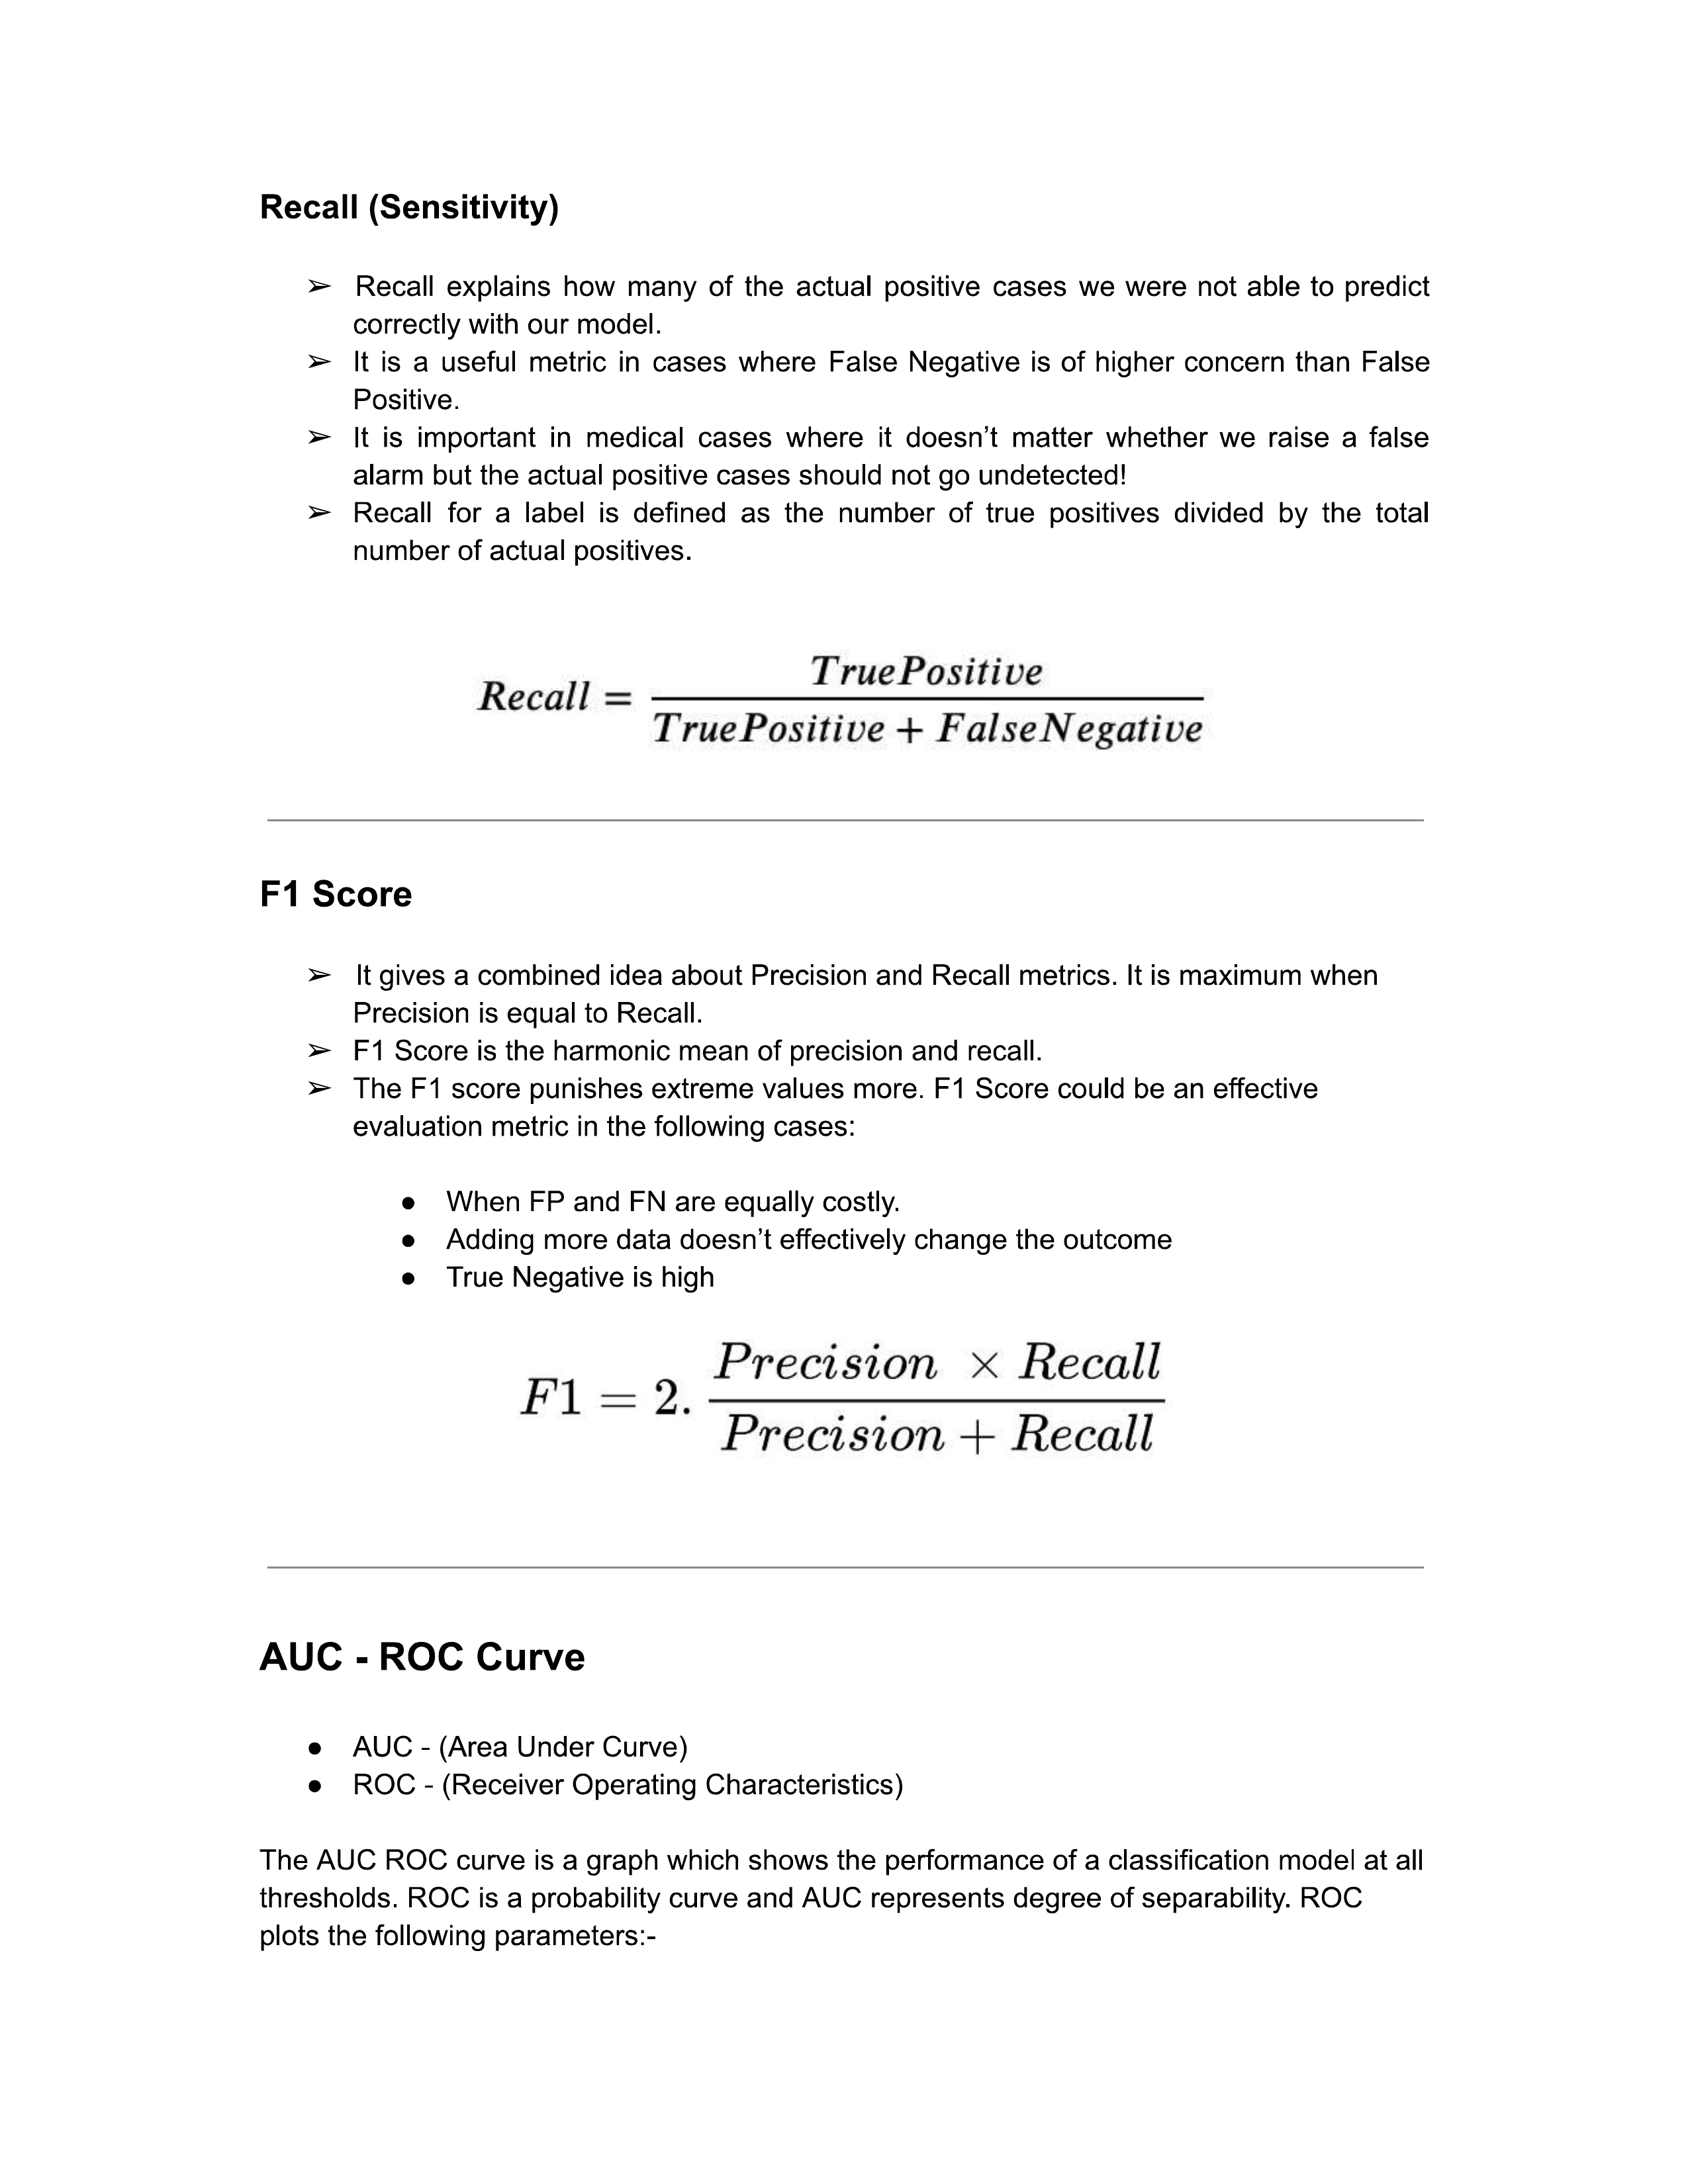 Recall (Sensitivity)
➢ Recall explains how many of the actual positive cases we were not able to predict
correctly with our model.
➢ It is a useful metric in cases where False Negative is of higher concern than False
Positive.
➢ It is important in medical cases where it doesn’t matter whether we raise a false
alarm but the actual positive cases should not go undetected!
➢ Recall for a label is defined as the number of true positives divided by the total
number of actual positives.
TruePositive
Recall =
TruePositive + FalseNegative
F1 Score
➢ It gives a combined idea about Precision and Recall metrics. It is maximum when
Precision is equal to Recall.
➢ F1 Score is the harmonic mean of precision and recall.
➢ The F1 score punishes extreme values more. F1 Score could be an effective
evaluation metric in the following cases:
● When FP and FN are equally costly.
● Adding more data doesn’t effectively change the outcome
● True Negative is high
Precision × Recall
F1 = 2.
Precision + Recall
AUC - ROC Curve
● AUC - (Area Under Curve)
● ROC - (Receiver Operating Characteristics)
The AUC ROC curve is a graph which shows the performance of a classification model at all
thresholds. ROC is a probability curve and AUC represents degree of separability. ROC
plots the following parameters:-